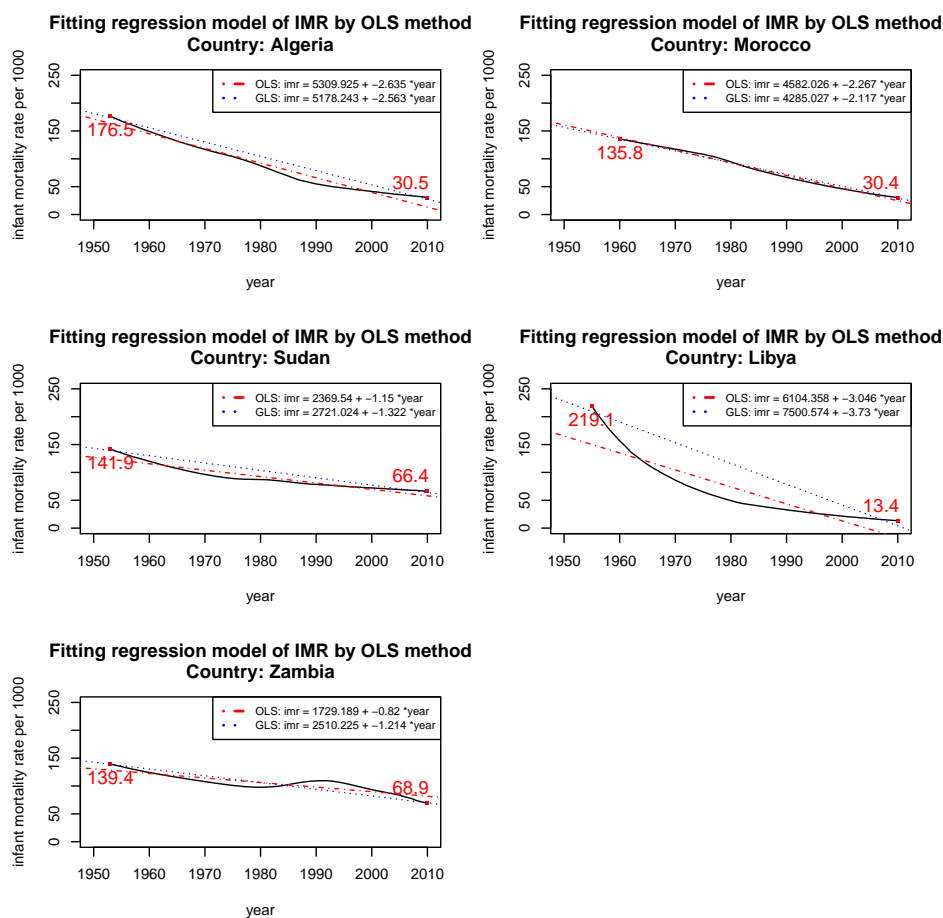 Fitting regression model of IMR by OLS method
Country: Algeria
infant mortality rate per 1000
250
150
50
0
OLS: imr = 5309.925 + −2.635 *year
GLS: imr = 5178.243 + −2.563 *year
176.5
30.5
1950 1960 1970 1980 1990 2000 2010
year
Fitting regression model of IMR by OLS method
Country: Morocco
infant mortality rate per 1000
250
150
50
0
OLS: imr = 4582.026 + −2.267 *year
GLS: imr = 4285.027 + −2.117 *year
135.8
30.4
1950 1960 1970 1980 1990 2000 2010
year
Fitting regression model of IMR by OLS method
Country: Sudan
infant mortality rate per 1000
250
150
50
0
OLS: imr = 2369.54 + −1.15 *year
GLS: imr = 2721.024 + −1.322 *year
141.9
66.4
1950 1960 1970 1980 1990 2000 2010
year
Fitting regression model of IMR by OLS method
Country: Libya
infant mortality rate per 1000
250
150
50
0
OLS: imr = 6104.358 + −3.046 *year
GLS: imr = 7500.574 + −3.73 *year
219.1
13.4
1950 1960 1970 1980 1990 2000 2010
year
Fitting regression model of IMR by OLS method
Country: Zambia
infant mortality rate per 1000
250
150
50
0
OLS: imr = 1729.189 + −0.82 *year
GLS: imr = 2510.225 + −1.214 *year
139.4
68.9
1950 1960 1970 1980 1990 2000 2010
year